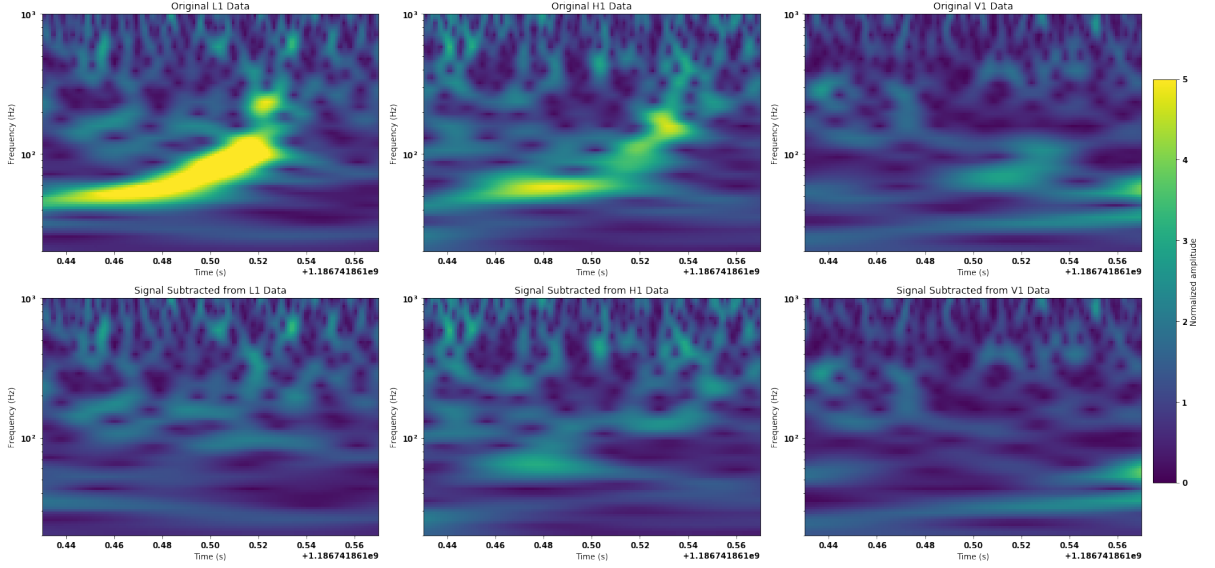 Original L1 Data
Original H1 Data
Original V1 Data
10³
10²
Frequency (Hz)
0.44 0.46 0.48 0.50 0.52 0.54 0.56
Time (s)
+1.186741861e9
10³
10²
Frequency (Hz)
0.44 0.46 0.48 0.50 0.52 0.54 0.56
Time (s)
+1.186741861e9
10³
10²
Frequency (Hz)
0.44 0.46 0.48 0.50 0.52 0.54 0.56
Time (s)
+1.186741861e9
Signal Subtracted from L1 Data
Signal Subtracted from H1 Data
Signal Subtracted from V1 Data
10³
10²
Frequency (Hz)
0.44 0.46 0.48 0.50 0.52 0.54 0.56
Time (s)
+1.186741861e9
10³
10²
Frequency (Hz)
0.44 0.46 0.48 0.50 0.52 0.54 0.56
Time (s)
+1.186741861e9
10³
10²
Frequency (Hz)
0.44 0.46 0.48 0.50 0.52 0.54 0.56
Time (s)
+1.186741861e9
5
4
3
2
1
0
Normalized amplitude